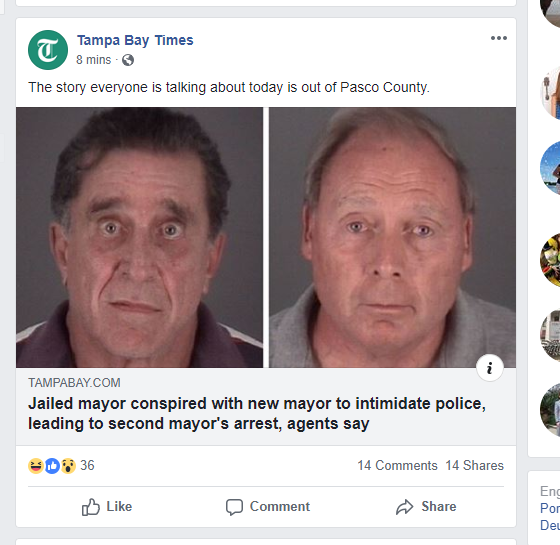 Tampa Bay Times
8 mins ·
The story everyone is talking about today is out of Pasco County.
i
TAMPABAY.COM
Jailed mayor conspired with new mayor to intimidate police,
leading to second mayor's arrest, agents say
36
14 Comments 14 Shares
Like Comment Share
Eng
Por
Deu